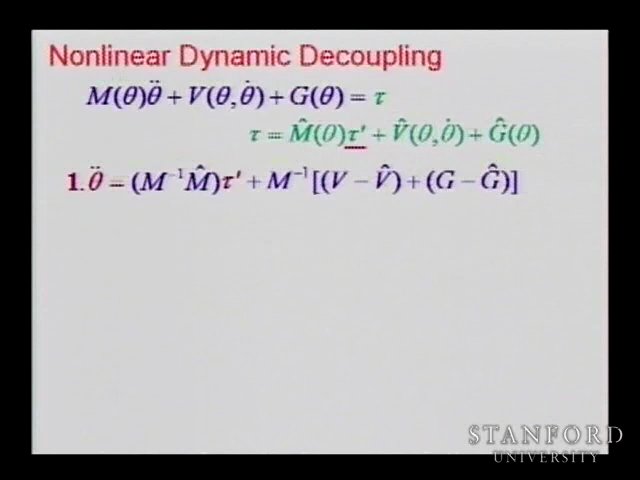 Nonlinear Dynamic Decoupling
M(θ)θ̈ + V(θ,θ̇) + G(θ) = τ
τ = M̂(θ)τ' + V̂(θ,θ̇) + Ĝ(θ)
1.θ̈ = (M⁻¹M̂)τ' + M⁻¹[(V − V̂) + (G − Ĝ)]
STANFORD
UNIVERSITY